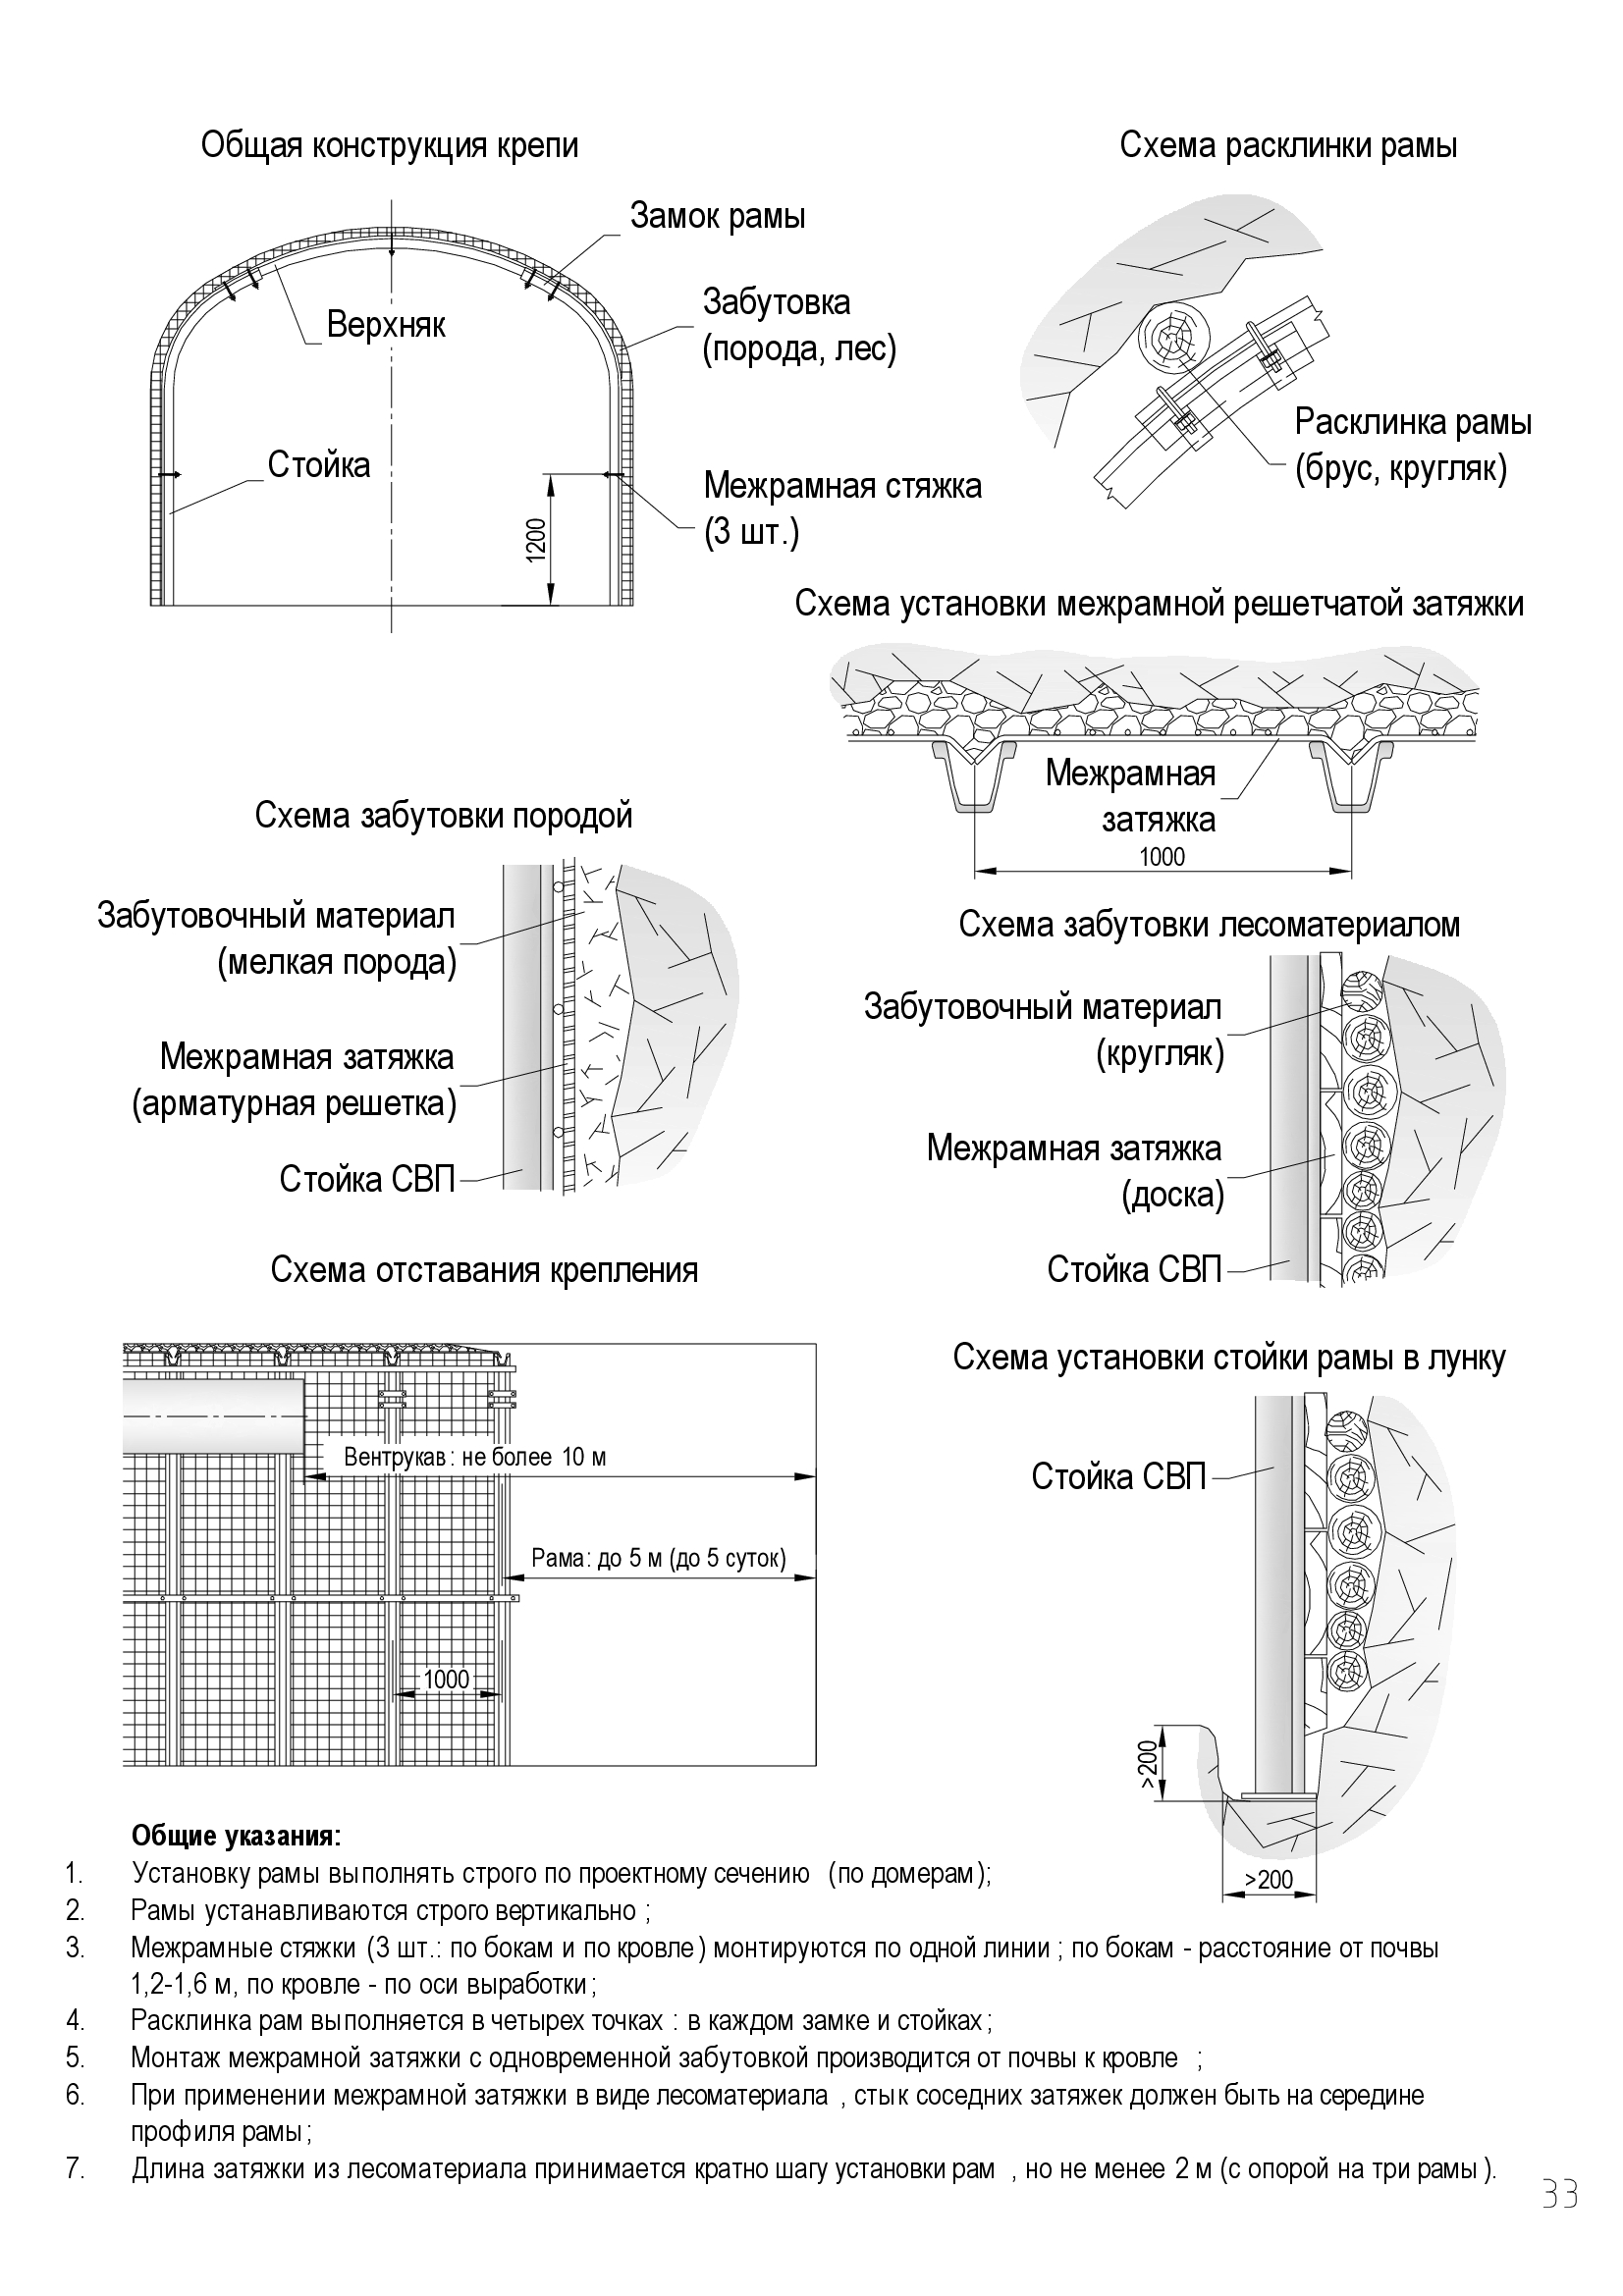 Общая конструкция крепи
Замок рамы
Верхняк
Забутовка
(порода, лес)
Стойка
Межрамная стяжка
(3 шт.)
1200
Схема расклинки рамы
Расклинка рамы
(брус, кругляк)
Схема установки межрамной решетчатой затяжки
Межрамная
затяжка
1000
Схема забутовки породой
Забутовочный материал
(мелкая порода)
Межрамная затяжка
(арматурная решетка)
Стойка СВП
Схема забутовки лесоматериалом
Забутовочный материал
(кругляк)
Межрамная затяжка
(доска)
Стойка СВП
Схема отставания крепления
Вентрукав: не более 10 м
Рама: до 5 м (до 5 суток)
1000
Схема установки стойки рамы в лунку
Стойка СВП
>200
>200
Общие указания:
1. Установку рамы выполнять строго по проектному сечению (по домерам);
2. Рамы устанавливаются строго вертикально ;
3. Межрамные стяжки (3 шт.: по бокам и по кровле) монтируются по одной линии ; по бокам - расстояние от почвы
1,2-1,6 м, по кровле - по оси выработки;
4. Расклинка рам выполняется в четырех точках : в каждом замке и стойках;
5. Монтаж межрамной затяжки с одновременной забутовкой производится от почвы к кровле ;
6. При применении межрамной затяжки в виде лесоматериала , стык соседних затяжек должен быть на середине
профиля рамы;
7. Длина затяжки из лесоматериала принимается кратно шагу установки рам , но не менее 2 м (с опорой на три рамы ).
33